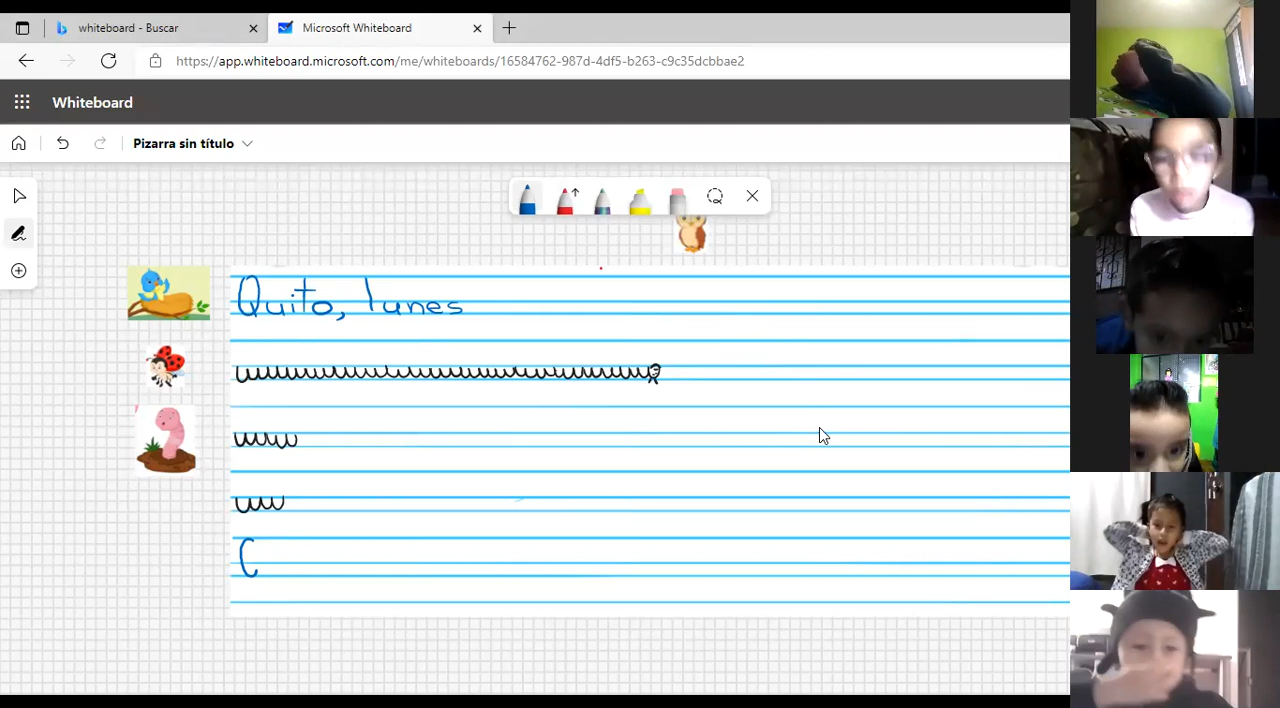 whiteboard - Buscar
Microsoft Whiteboard
https://app.whiteboard.microsoft.com/me/whiteboards/16584762-987d-4df5-b263-c9c35dcbbae2
Whiteboard
Pizarra sin título
Quito, lunes
C